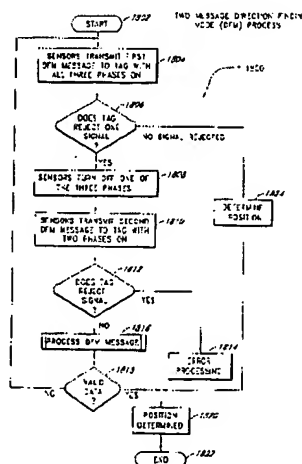 START
1802
TWO MESSAGE DIRECTION FINDING
MODE (DFM) PROCESS
1800
1804
SENSORS TRANSMIT FIRST
DFM MESSAGE TO TAG WITH
ALL THREE PHASES ON
1806
DOES TAG
REJECT ONE
SIGNAL
?
NO SIGNAL REJECTED
YES
1808
SENSORS TURN OFF ONE OF
THE THREE PHASES
1810
SENSORS TRANSMIT SECOND
DFM MESSAGE TO TAG WITH
TWO PHASES ON
1824
DETERMINE
POSITION
1812
DOES TAG
REJECT
SIGNAL
?
YES
NO
1816
PROCESS DFM MESSAGE
1814
ERROR
PROCESSING
VALID
DATA
?
NO
YES
1820
POSITION
DETERMINED
END
1822